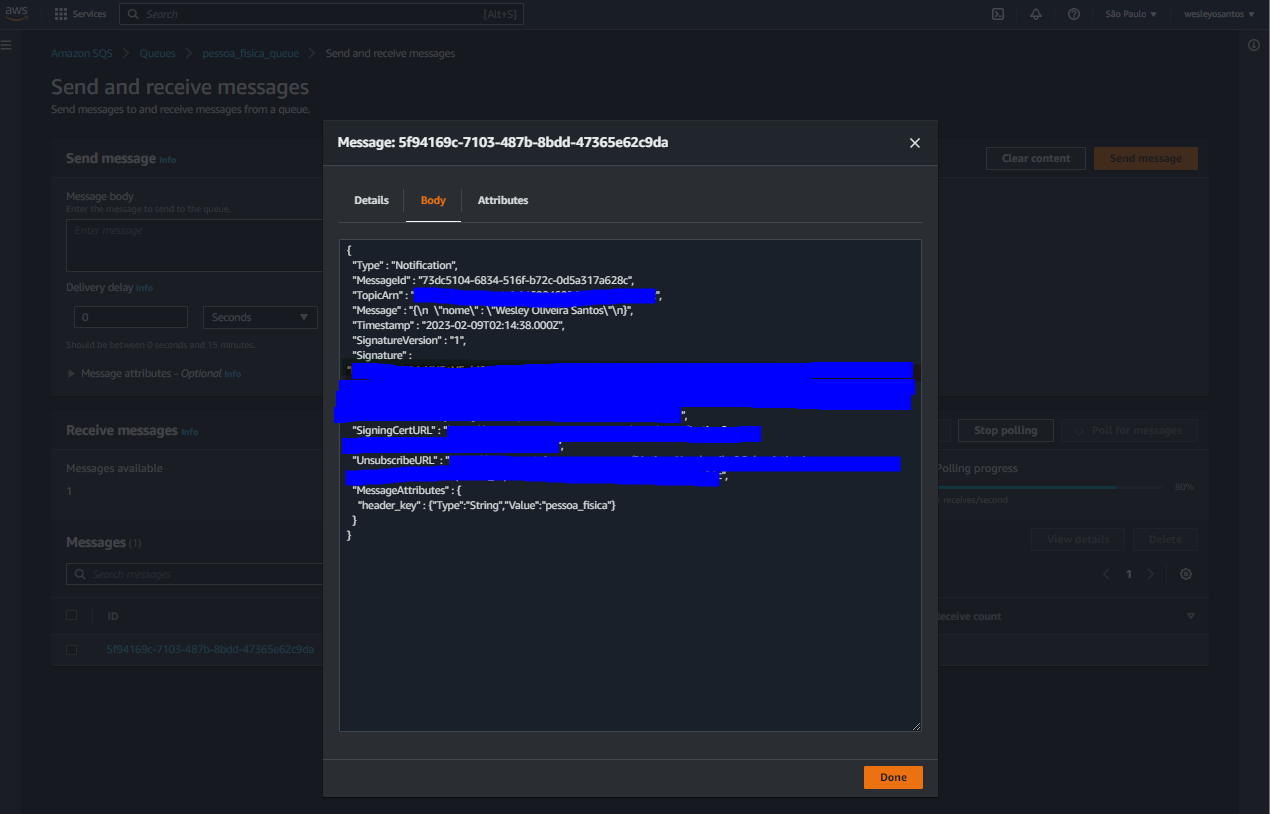 aws
Services
Search
[Alt+S]
São Paulo
wesleyosantos
Amazon SQS
Queues
pessoa_fisica_queue
Send and receive messages
Send and receive messages
Send messages to and receive messages from a queue.
Send message Info
Clear content
Send message
Message body
Enter the message to send to the queue.
Enter message
Delivery delay Info
0
Seconds
Should be between 0 seconds and 15 minutes.
Message attributes - Optional Info
Receive messages Info
Stop polling
Poll for messages
Messages available
1
Polling progress
80%
receives/second
Messages (1)
View details
Delete
Search messages
1
ID
receive count
5f94169c-7103-487b-8bdd-47365e62c9da
Message: 5f94169c-7103-487b-8bdd-47365e62c9da
Details
Body
Attributes
{
"Type" : "Notification",
"MessageId" : "73dc5104-6834-516f-b72c-0d5a317a628c",
"TopicArn" : "
",
"Message" : "{\n \"nome\" : \"Wesley Oliveira Santos\"\n}",
"Timestamp" : "2023-02-09T02:14:38.000Z",
"SignatureVersion" : "1",
"Signature" :
"
",
"SigningCertURL" : "
,
"UnsubscribeURL" : "
",
"MessageAttributes" : {
"header_key" : {"Type":"String","Value":"pessoa_fisica"}
}
}
Done